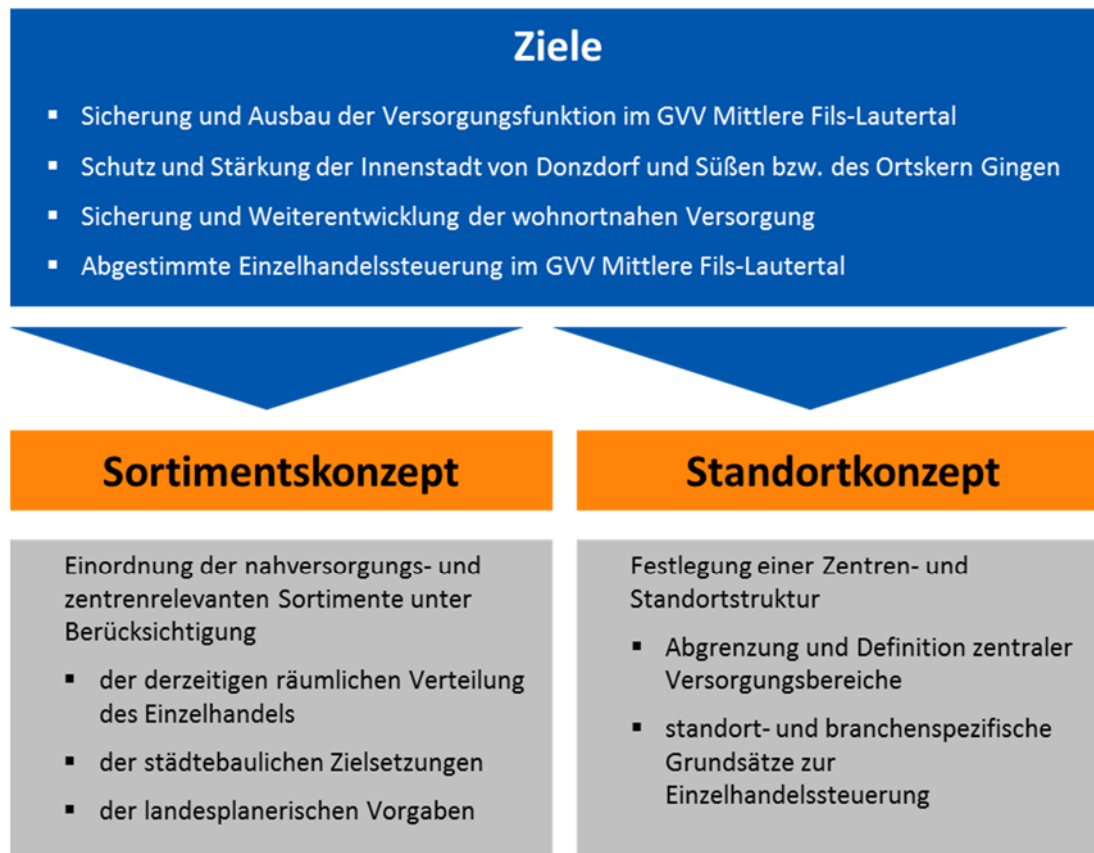 Ziele
▪ Sicherung und Ausbau der Versorgungsfunktion im GVV Mittlere Fils-Lautertal
▪ Schutz und Stärkung der Innenstadt von Donzdorf und Süßen bzw. des Ortskern Gingen
▪ Sicherung und Weiterentwicklung der wohnortnahen Versorgung
▪ Abgestimmte Einzelhandelssteuerung im GVV Mittlere Fils-Lautertal
Sortimentskonzept
Einordnung der nahversorgungs- und
zentrenrelevanten Sortimente unter
Berücksichtigung
▪ der derzeitigen räumlichen Verteilung
des Einzelhandels
▪ der städtebaulichen Zielsetzungen
▪ der landesplanerischen Vorgaben
Standortkonzept
Festlegung einer Zentren- und
Standortstruktur
▪ Abgrenzung und Definition zentraler
Versorgungsbereiche
▪ standort- und branchenspezifische
Grundsätze zur
Einzelhandelssteuerung